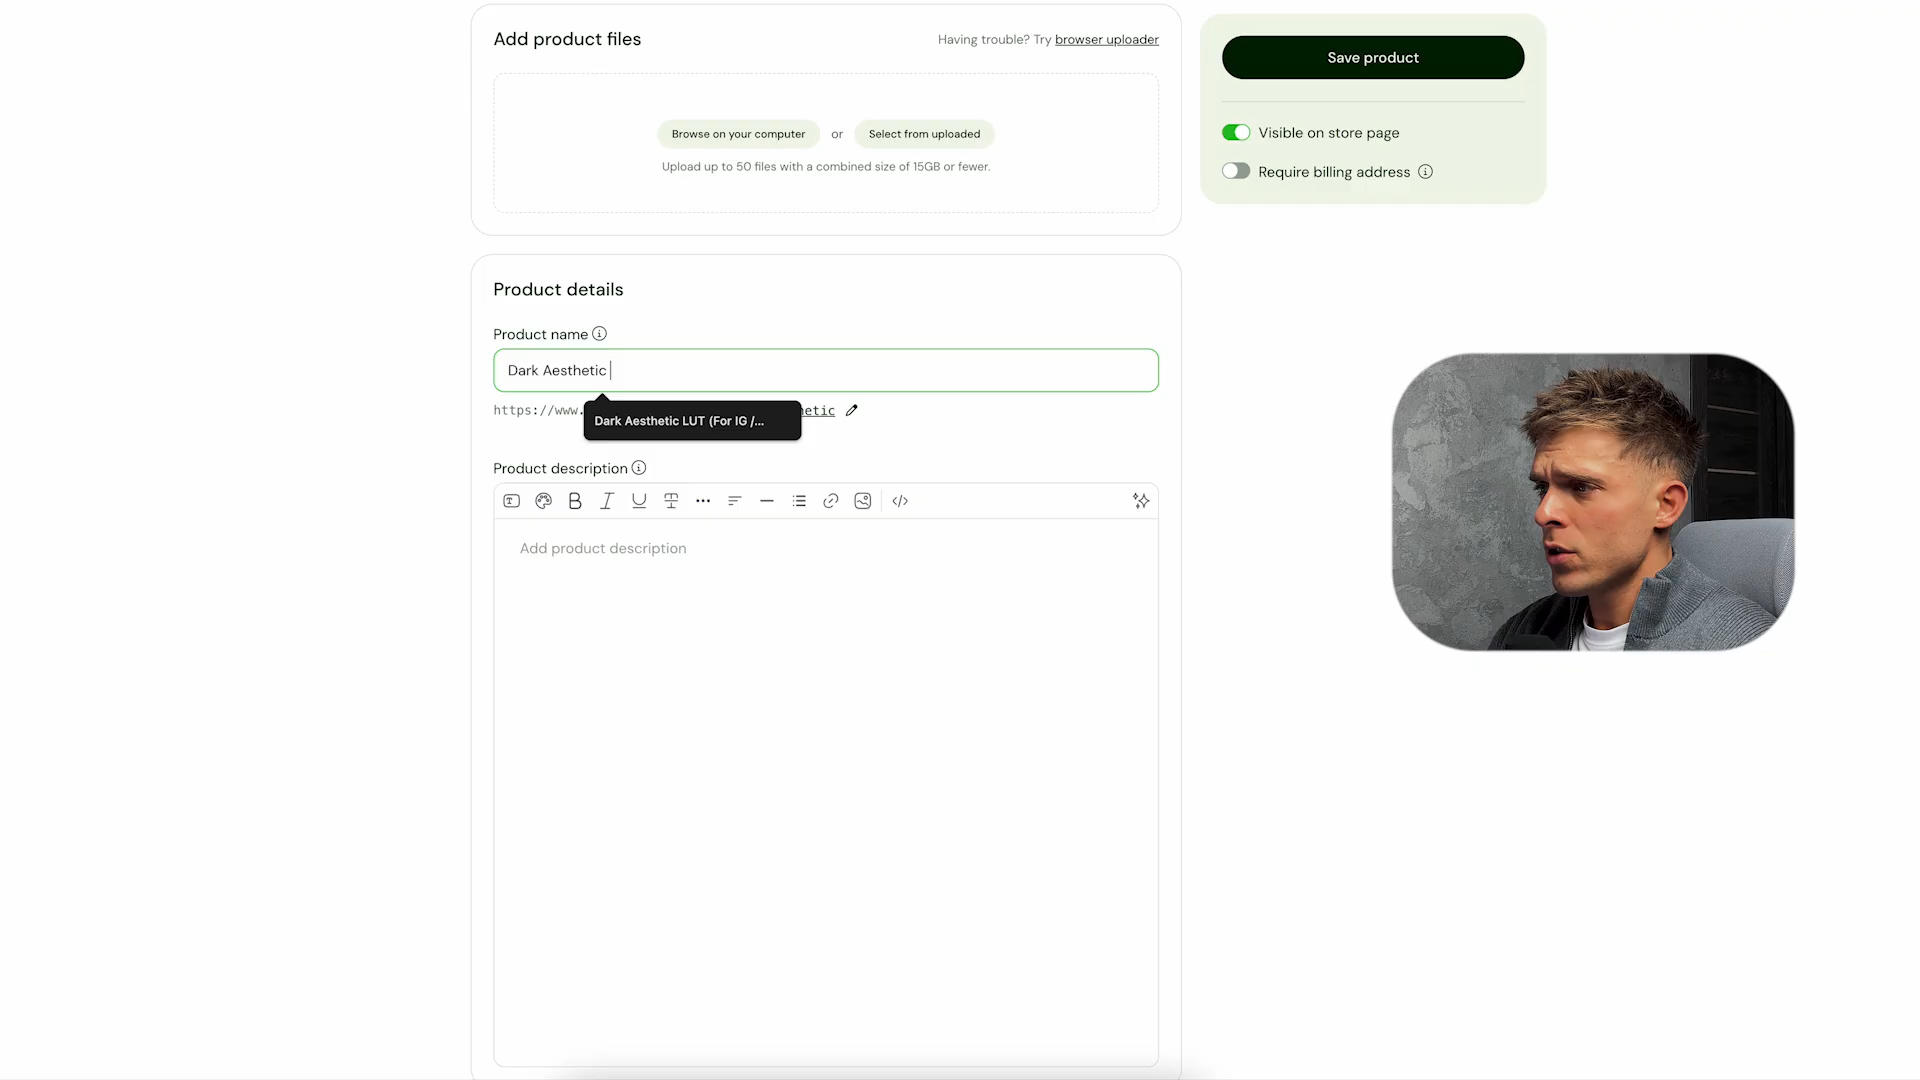 Add product files
Having trouble? Try browser uploader
Browse on your computer or Select from uploaded
Upload up to 50 files with a combined size of 15GB or fewer.
Save product
Visible on store page
Require billing address
Product details
Product name
Dark Aesthetic
https://www. hetic
Dark Aesthetic LUT (For IG /...
Product description
Add product description